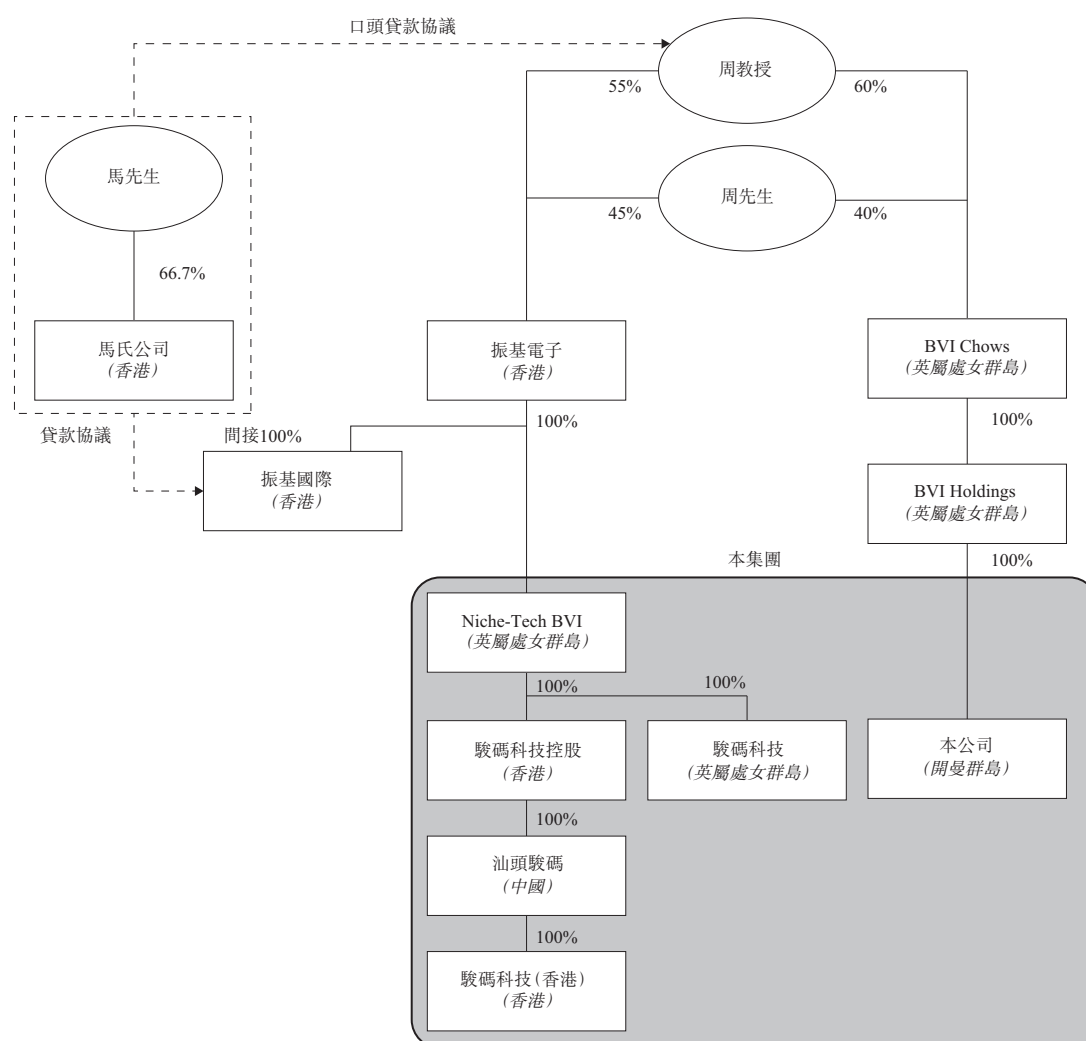 口頭貸款協議
周教授
55%
60%
馬先生
周先生
45%
40%
66.7%
馬氏公司
(香港)
振基電子
(香港)
BVI Chows
(英屬處女群島)
貸款協議
間接100%
100%
100%
振基國際
(香港)
BVI Holdings
(英屬處女群島)
本集團
100%
Niche-Tech BVI
(英屬處女群島)
100%
100%
駿碼科技控股
(香港)
駿碼科技
(英屬處女群島)
本公司
(開曼群島)
100%
汕頭駿碼
(中國)
100%
駿碼科技(香港)
(香港)